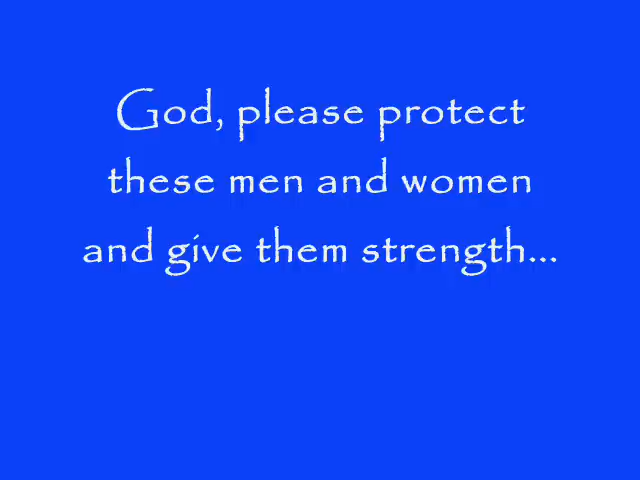 God, please protect
these men and women
and give them strength...